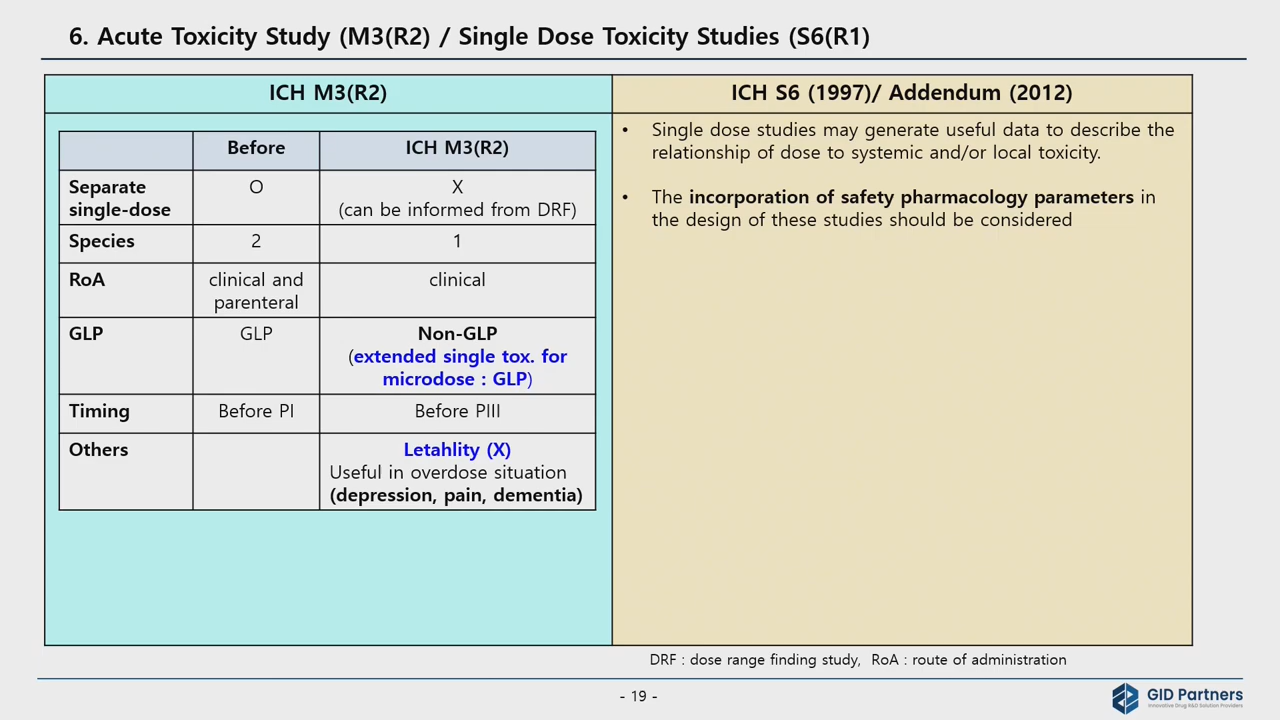 6. Acute Toxicity Study (M3(R2) / Single Dose Toxicity Studies (S6(R1)
ICH M3(R2)
Before
ICH M3(R2)
Separate
single-dose
O
X
(can be informed from DRF)
Species
2
1
RoA
clinical and
parenteral
clinical
GLP
GLP
Non-GLP
(extended single tox. for
microdose : GLP)
Timing
Before PI
Before PIII
Others
Letahlity (X)
Useful in overdose situation
(depression, pain, dementia)
ICH S6 (1997)/ Addendum (2012)
• Single dose studies may generate useful data to describe the
relationship of dose to systemic and/or local toxicity.
• The incorporation of safety pharmacology parameters in
the design of these studies should be considered
DRF : dose range finding study, RoA : route of administration
- 19 -
GID Partners
Innovative Drug R&D Solution Providers